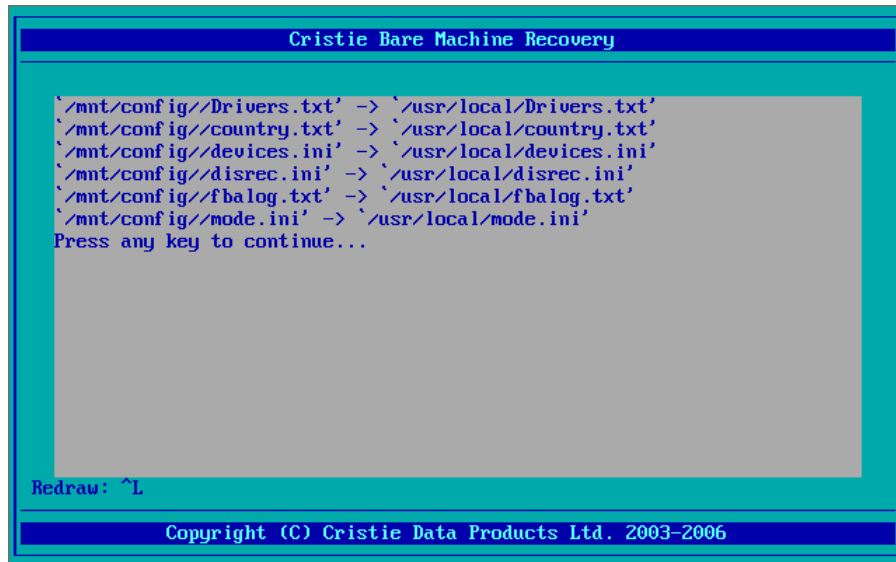 Cristie Bare Machine Recovery
`/mnt/config//Drivers.txt' -> `/usr/local/Drivers.txt'
`/mnt/config//country.txt' -> `/usr/local/country.txt'
`/mnt/config//devices.ini' -> `/usr/local/devices.ini'
`/mnt/config//disrec.ini' -> `/usr/local/disrec.ini'
`/mnt/config//fbalog.txt' -> `/usr/local/fbalog.txt'
`/mnt/config//mode.ini' -> `/usr/local/mode.ini'
Press any key to continue...
Redraw: ^L
Copyright (C) Cristie Data Products Ltd. 2003-2006